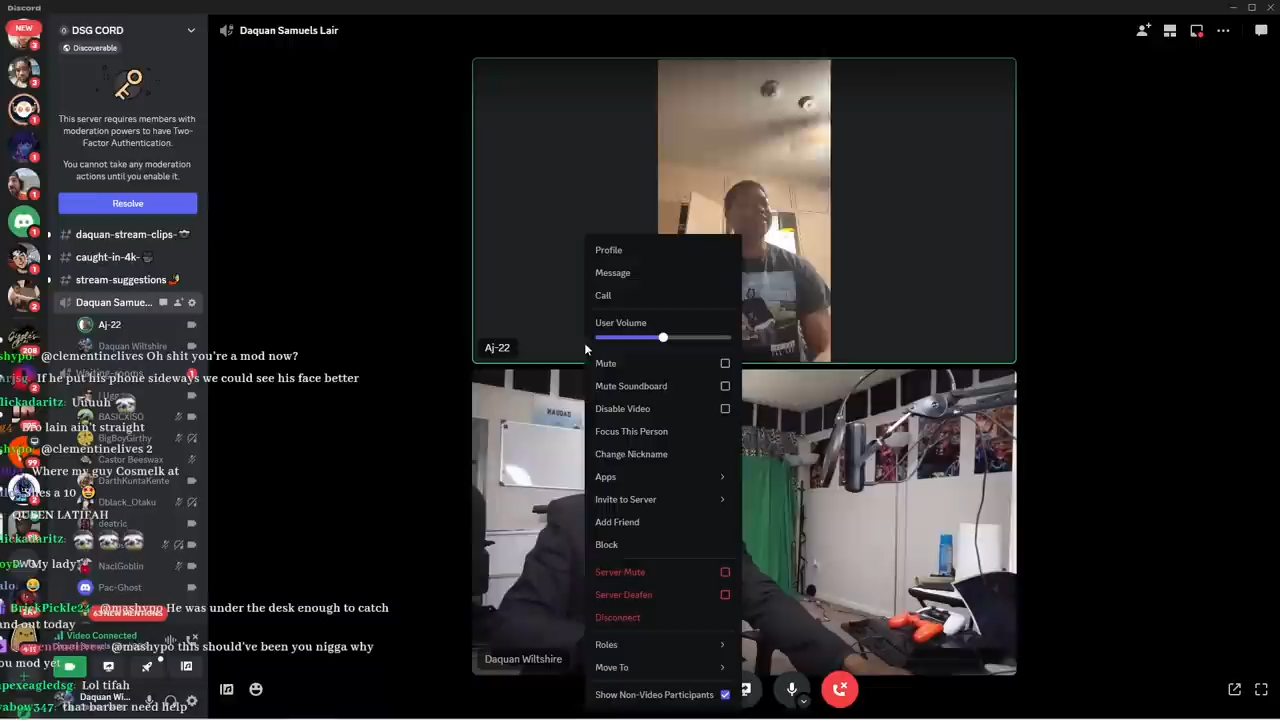 Discord
NEW
DSG CORD
Discoverable
This server requires members with
moderation powers to have Two-
Factor Authentication.
You cannot take any moderation
actions until you enable it.
Resolve
daquan-stream-clips-
caught-in-4k-
stream-suggestions
Daquan Samue...
Aj-22
Daquan Wiltshire
@clementinelives Oh shit you're a mod now?
If he put his phone sideways we could see his face better
Uuuuh
BASICXISO
bro lain ain't straight
BigBoyGirthy
@clementinelives 2
Castor Beeswax
Where my guy Cosmelk at
DarthKuntaKente
shes a 10
Dblack_Otaku
QUEEN LATIFAH
deatric
My lady
NaclGoblin
Pac-Ghost
BrickPickle24 @mashypo He was under the desk enough to catch
and out today
Video Connected
@mashypo this should've been you nigga why
you mod yet
apexeagledsg: Lol tifah
Daquan Wi...
that barber need help
Daquan Samuels Lair
Aj-22
Daquan Wiltshire
NASDAQ
Profile
Message
Call
User Volume
Mute
Mute Soundboard
Disable Video
Focus This Person
Change Nickname
Apps
Invite to Server
Add Friend
Block
Server Mute
Server Deafen
Disconnect
Roles
Move To
Show Non-Video Participants